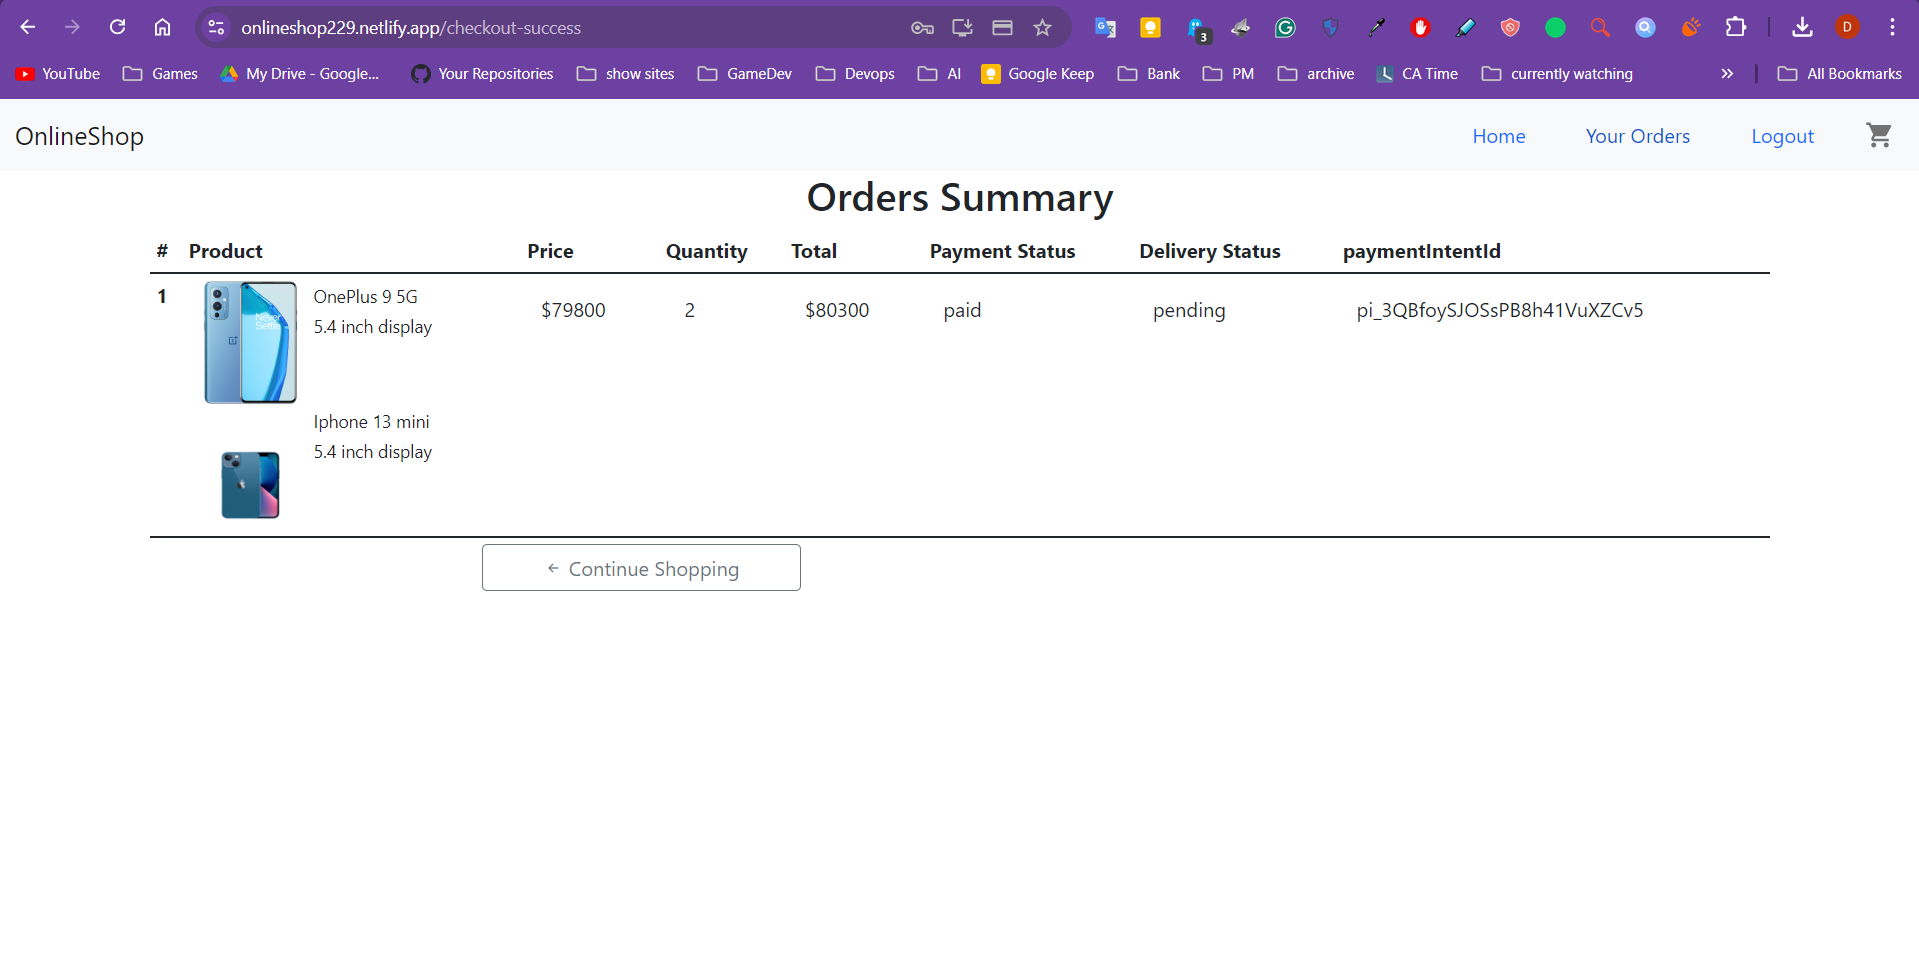 onlineshop229.netlify.app/checkout-success
3
D
YouTube Games My Drive - Google... Your Repositories show sites GameDev Devops AI Google Keep Bank PM archive CA Time currently watching » All Bookmarks
OnlineShop Home Your Orders Logout
Orders Summary
# Product Price Quantity Total Payment Status Delivery Status paymentIntentId
1 OnePlus 9 5G
5.4 inch display
$79800 2 $80300 paid pending pi_3QBfoySJOSsPB8h41VuXZCv5
Never
Settle
Iphone 13 mini
5.4 inch display
← Continue Shopping